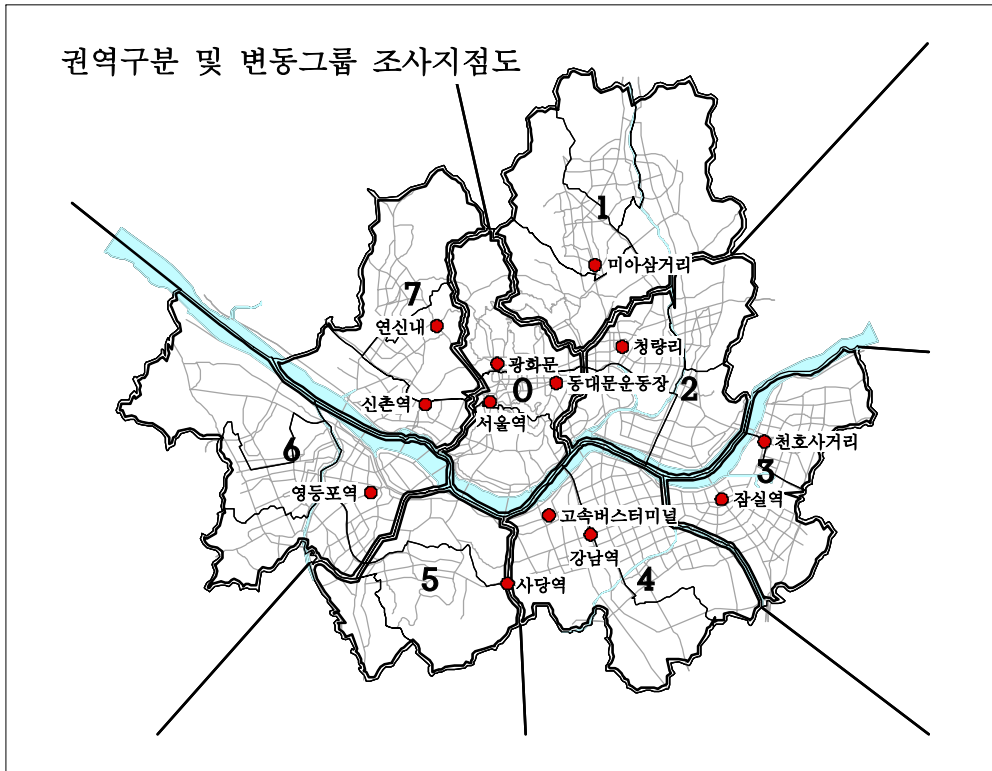 권역구분 및 변동그룹 조사지점도
1
미아삼거리
7
연신내
청량리
광화문
0
동대문운동장
2
신촌역
서울역
천호사거리
6
3
영등포역
잠실역
고속버스터미널
강남역
5
사당역
4